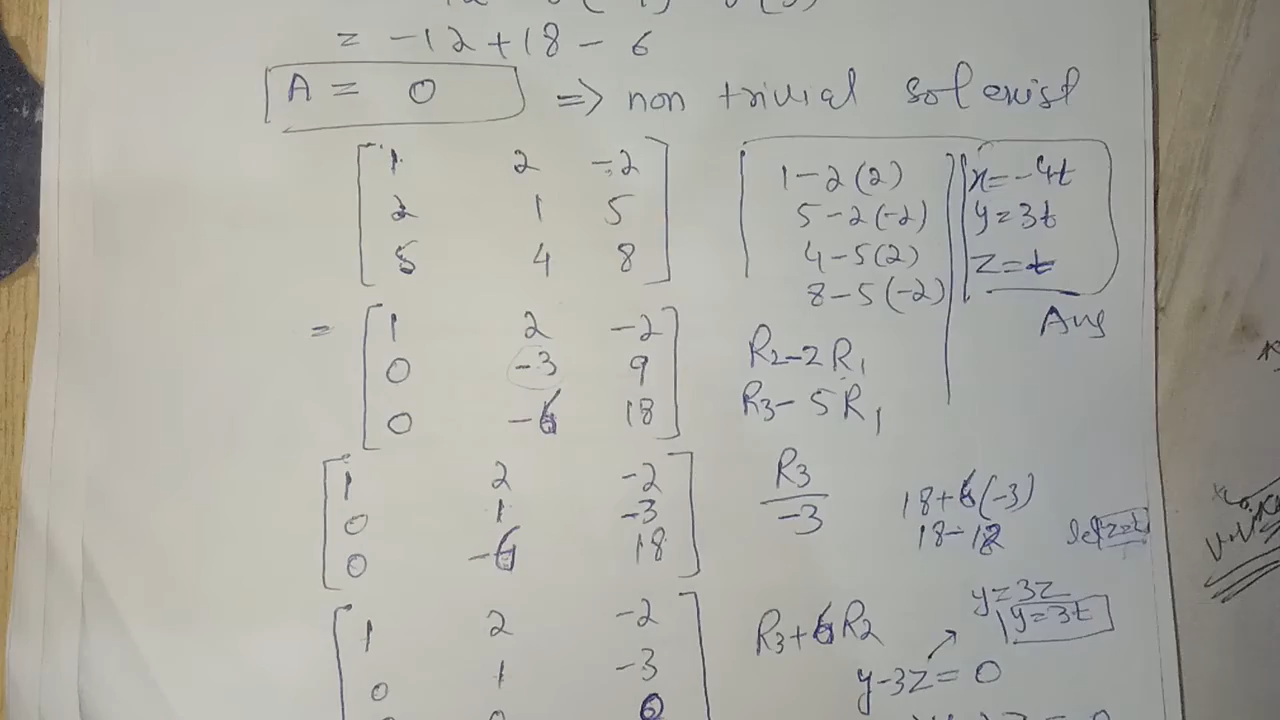 = -12 + 18 - 6
A = 0 => non trivial sol exist
1 2 -2
2 1 5
5 4 8
1-2(2)
5-2(-2)
4-5(2)
8-5(-2)
x=-4t
y=3t
z=t
Ans
= 1 2 -2
0 -3 9
0 -6 18
R2-2R1
R3-5R1
1 2 -2
0 1 -3
0 -6 18
R3/-3
18+6(-3)
18-18
let z=t
1 2 -2
0 1 -3
0
R3+6R2
y=3z
y=3t
y-3z=0